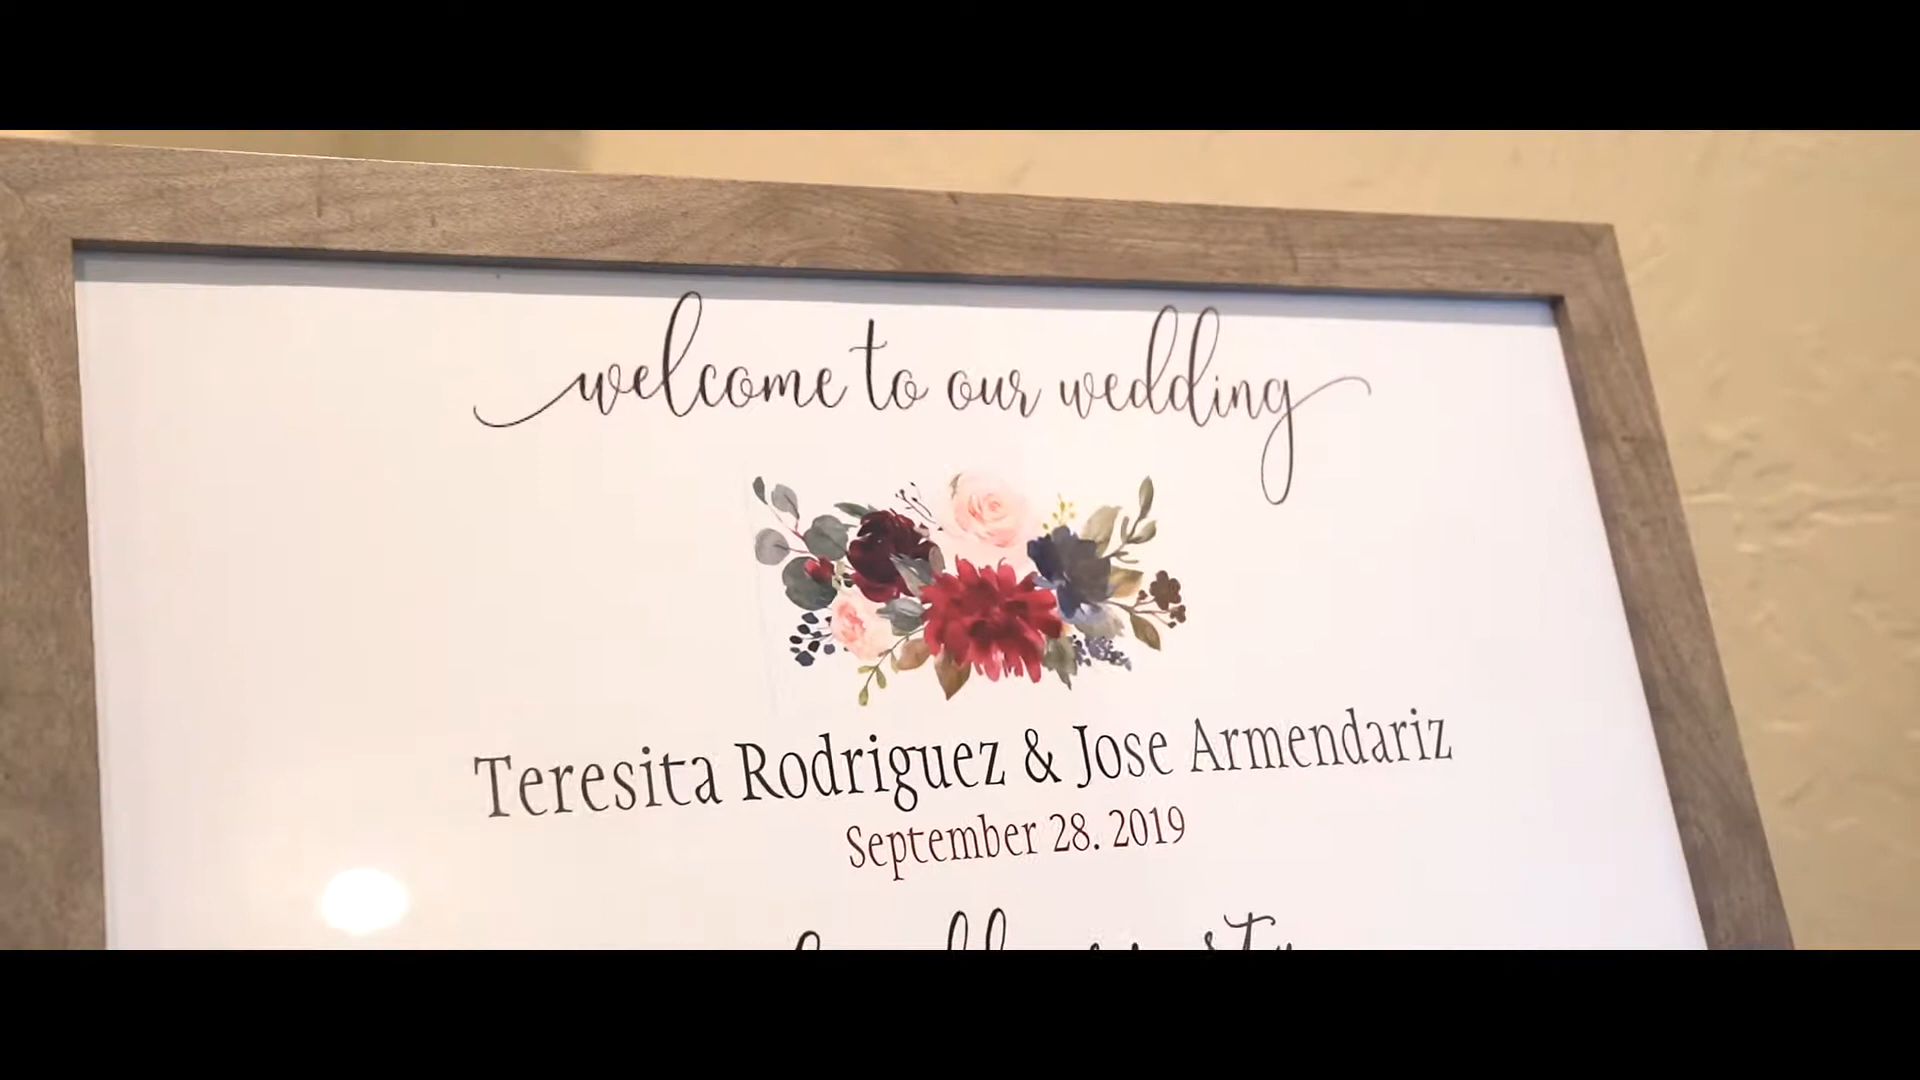 welcome to our wedding
Teresita Rodriguez & Jose Armendariz
September 28. 2019